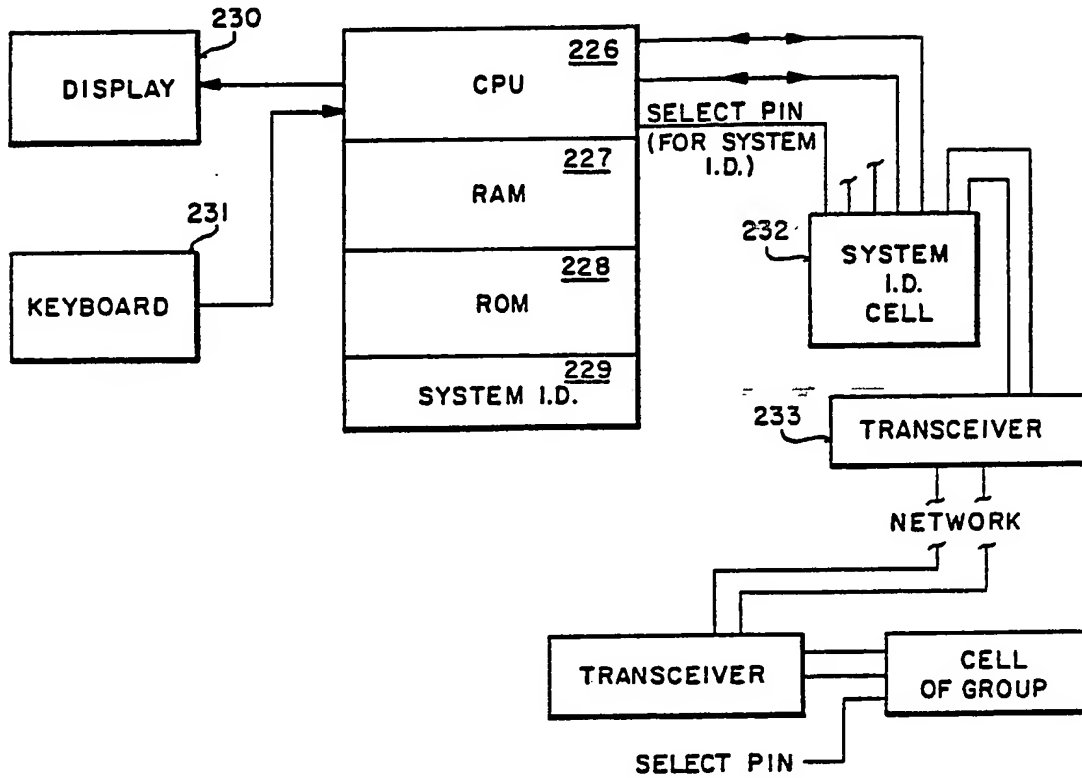 230
DISPLAY
231
KEYBOARD
226
CPU
227
RAM
228
ROM
229
SYSTEM I.D.
SELECT PIN
(FOR SYSTEM
I.D.)
232
SYSTEM
I.D.
CELL
233
TRANSCEIVER
NETWORK
TRANSCEIVER
CELL
OF GROUP
SELECT PIN